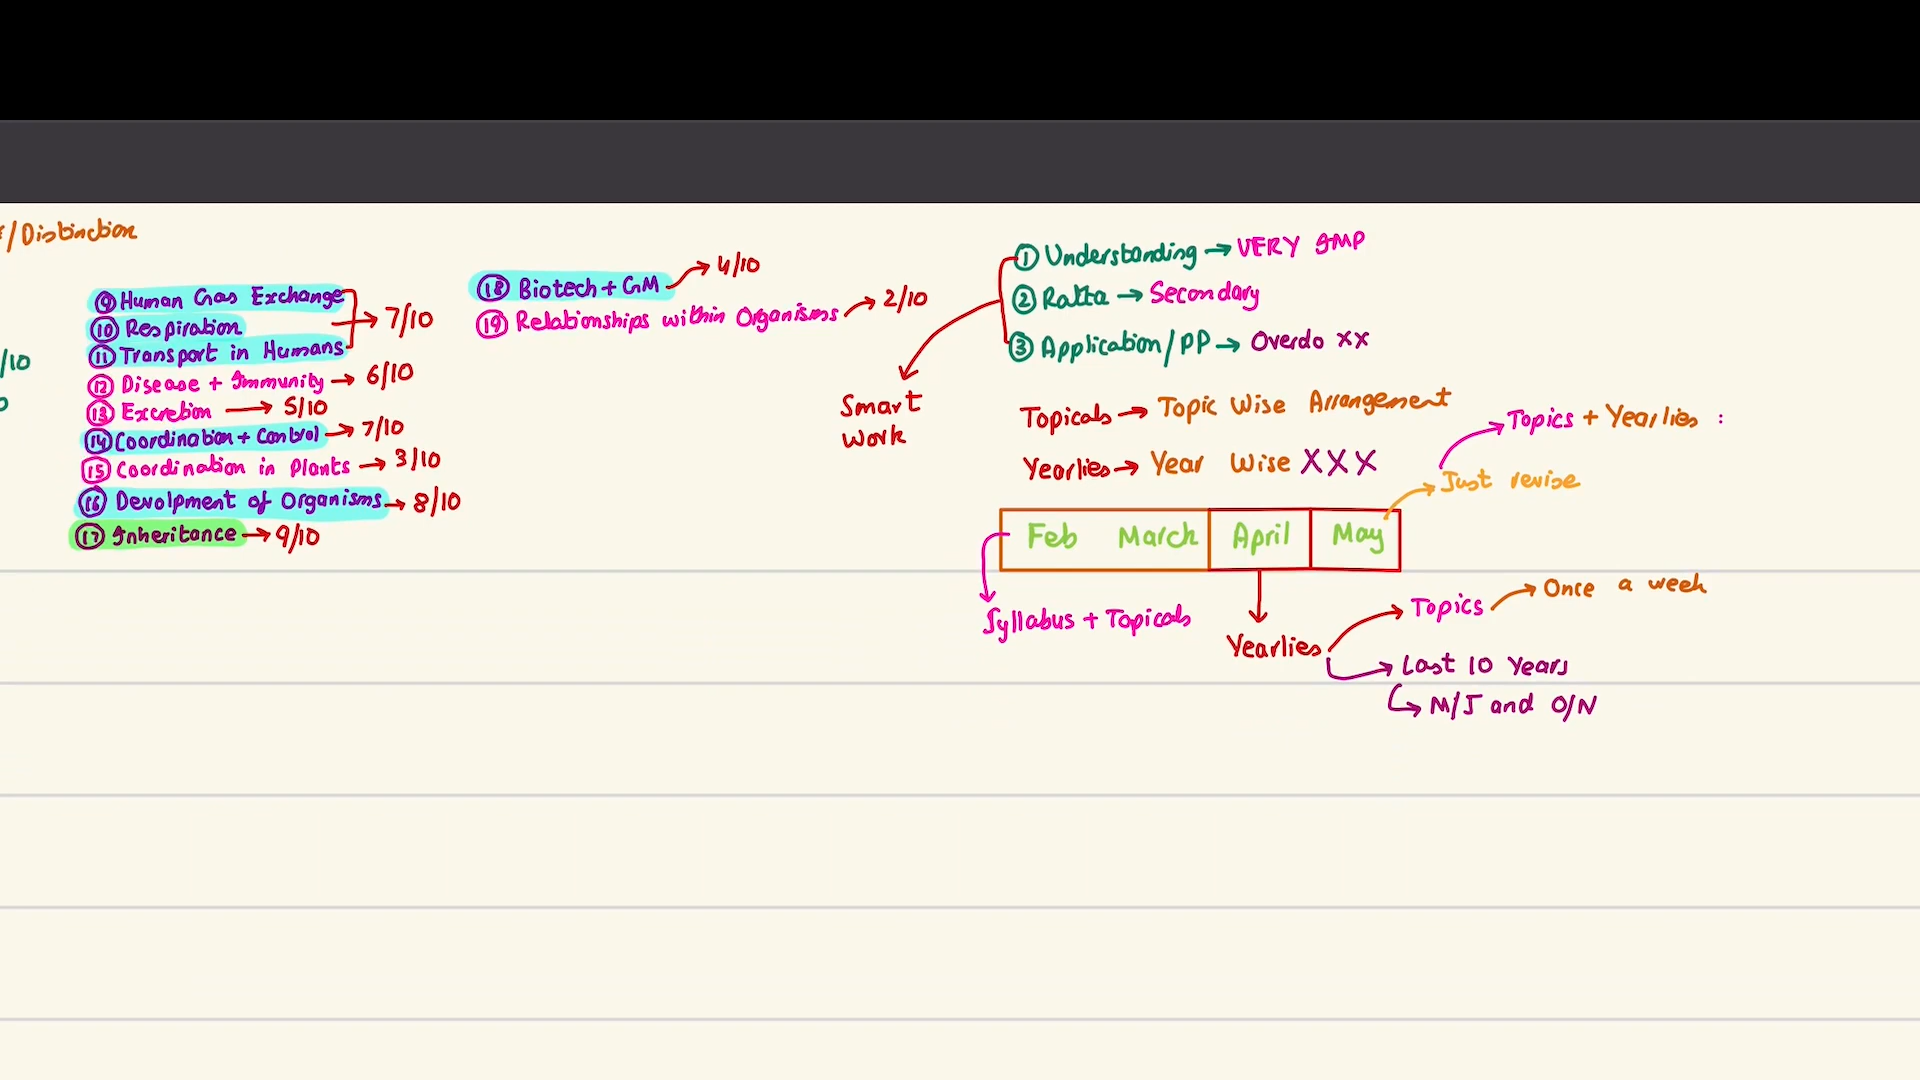 /Distinction
/10
⑨ Human Gas Exchange
⑩ Respiration → 7/10
⑪ Transport in Humans
⑫ Disease + Immunity → 6/10
⑬ Excretion → 5/10
⑭ Coordination + Control → 7/10
⑮ Coordination in Plants → 3/10
⑯ Devolpment of Organisms → 8/10
⑰ Inheritance → 9/10
⑱ Biotech + GM → 4/10
⑲ Relationships within Organisms → 2/10
① Understanding → VERY IMP
② Ratta → Secondary
③ Application/PP → Overdo xx
Smart
Work
Topicals → Topic Wise Arrangement
Yearlies → Year Wise XXX
Topics + Yearlies :
Just revise
Feb March April May
Syllabus + Topicals
Yearlies
Topics → Once a week
Last 10 Years
M/J and O/N